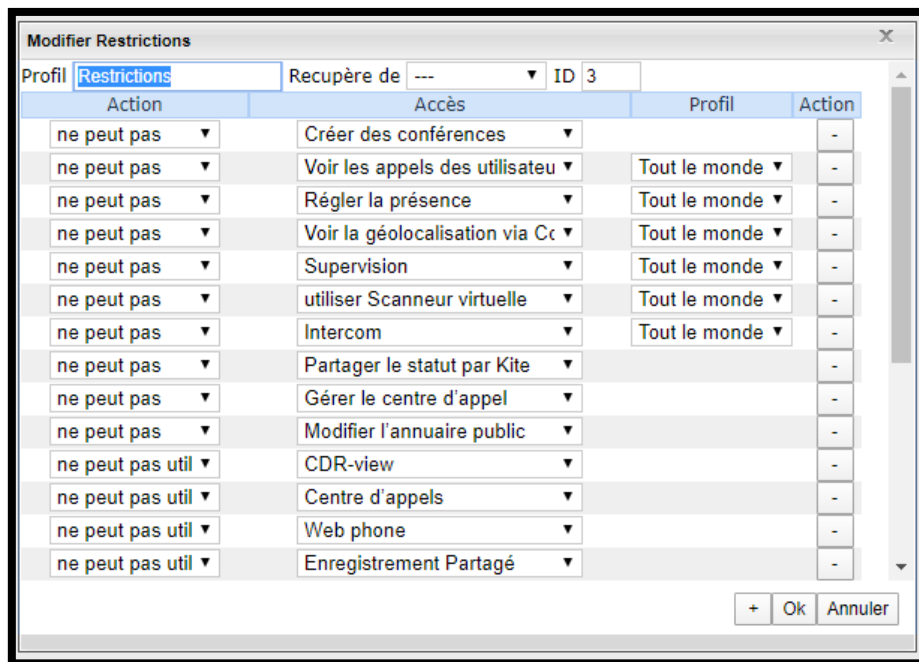 Modifier Restrictions x
Profil Restrictions Recupère de --- ID 3
Action Accès Profil Action
ne peut pas Créer des conférences -
ne peut pas Voir les appels des utilisateu Tout le monde -
ne peut pas Régler la présence Tout le monde -
ne peut pas Voir la géolocalisation via Co Tout le monde -
ne peut pas Supervision Tout le monde -
ne peut pas utiliser Scanneur virtuelle Tout le monde -
ne peut pas Intercom Tout le monde -
ne peut pas Partager le statut par Kite -
ne peut pas Gérer le centre d'appel -
ne peut pas Modifier l'annuaire public -
ne peut pas util CDR-view -
ne peut pas util Centre d'appels -
ne peut pas util Web phone -
ne peut pas util Enregistrement Partagé -
+ Ok Annuler